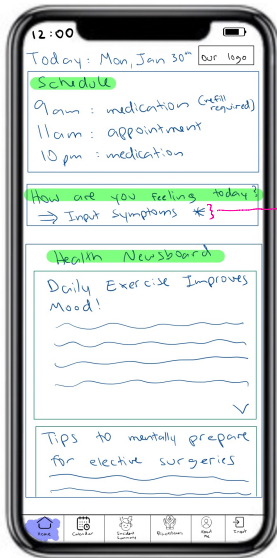 12:00
Today: Mon, Jan 30th
our logo
Schedule
9am : medication (refill required)
11am : appointment
10 pm : medication
How are you feeling today?
⇒ Input symptoms *
Health Newsboard
Daily Exercise Improves
Mood!
Tips to mentally prepare
for elective surgeries
Home
Calendar